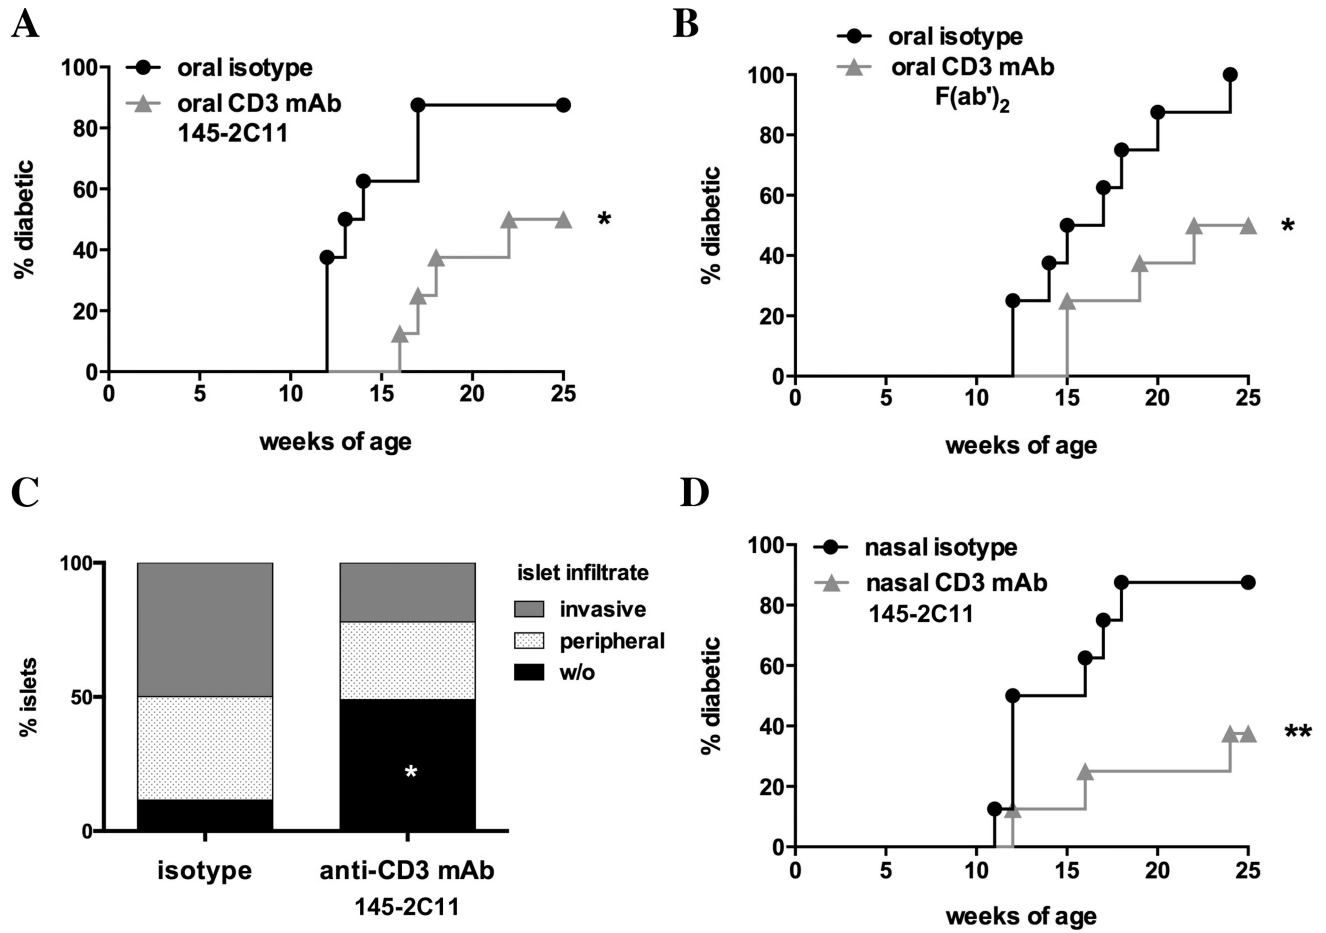 A
oral isotype
oral CD3 mAb
145-2C11
100
80
60
40
20
0
% diabetic
0 5 10 15 20 25
weeks of age
*
B
oral isotype
oral CD3 mAb
F(ab')2
100
80
60
40
20
0
% diabetic
0 5 10 15 20 25
weeks of age
*
C
100
50
0
% islets
islet infiltrate
invasive
peripheral
w/o
*
isotype
anti-CD3 mAb
145-2C11
D
nasal isotype
nasal CD3 mAb
145-2C11
100
80
60
40
20
0
% diabetic
0 5 10 15 20 25
weeks of age
**